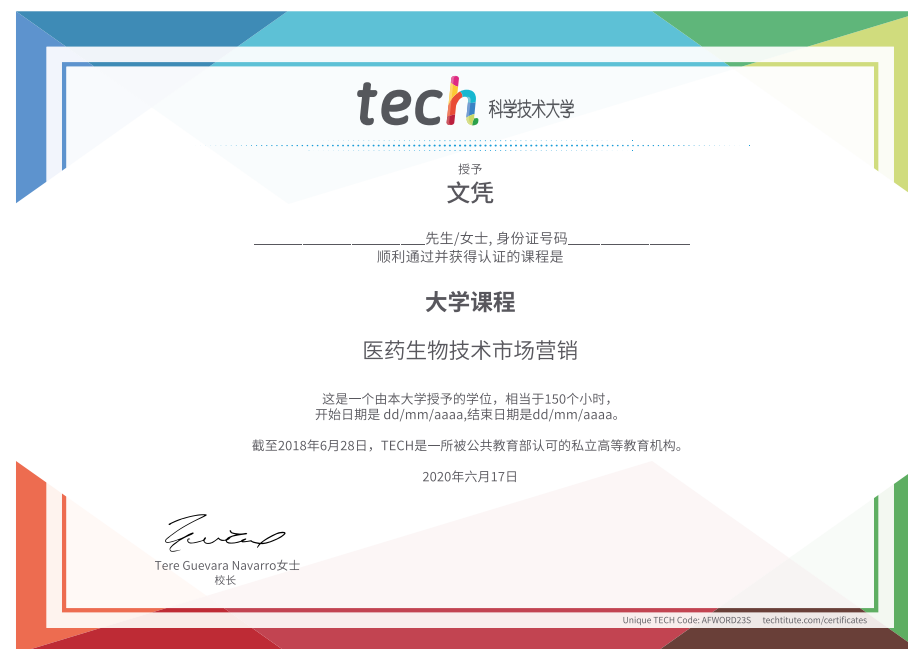 tech 科学技术大学
授予
文凭
先生/女士, 身份证号码
顺利通过并获得认证的课程是
大学课程
医药生物技术市场营销
这是一个由本大学授予的学位，相当于150个小时，
开始日期是 dd/mm/aaaa,结束日期是dd/mm/aaaa。
截至2018年6月28日，TECH是一所被公共教育部认可的私立高等教育机构。
2020年六月17日
Tere Guevara Navarro女士
校长
Unique TECH Code: AFWORD23S techtitute.com/certificates